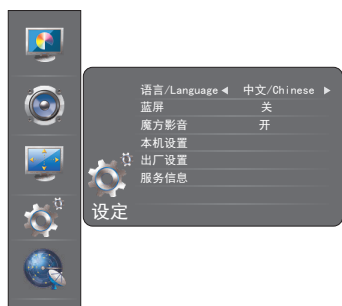 语言/Language ◀ 中文/Chinese ▶
蓝屏 关
魔方影音 开
本机设置
出厂设置
服务信息
设定